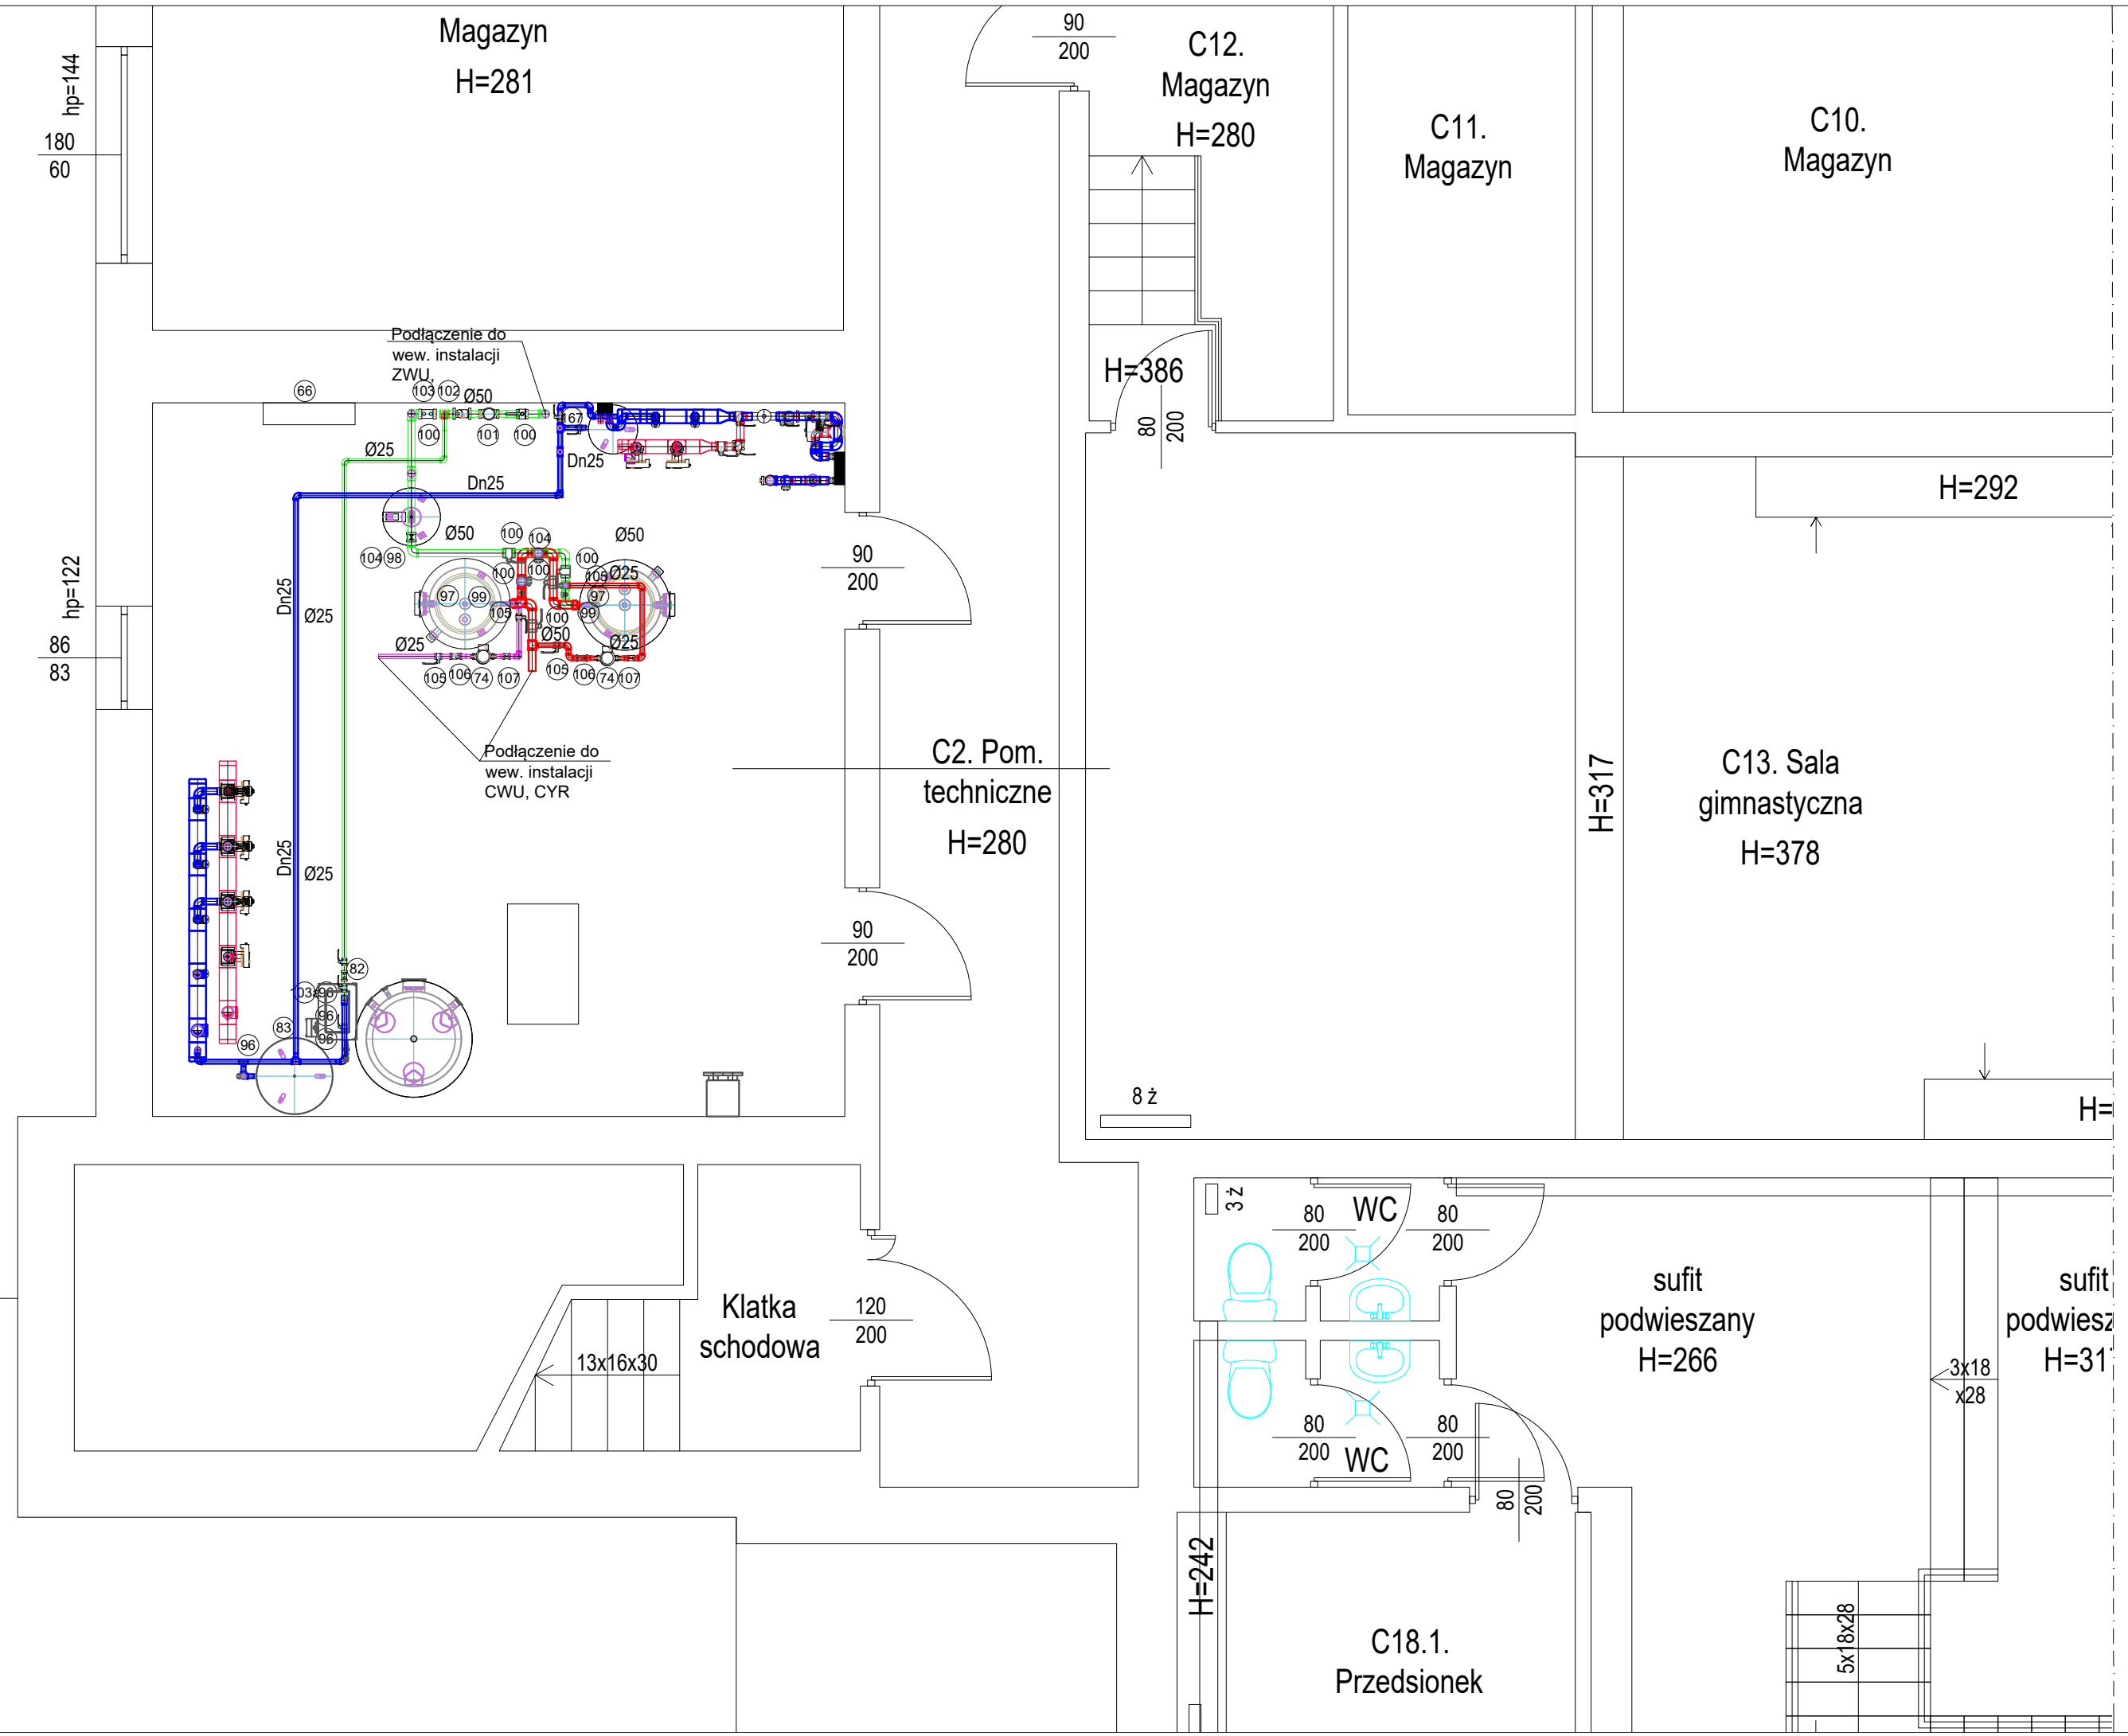 Magazyn
H=281
hp=144
180
60
90
200
C12.
Magazyn
H=280
C11.
Magazyn
C10.
Magazyn
Podłączenie do
wew. instalacji
ZWU,
H=386
80
200
66
103
102
Ø50
167
100
101
100
Ø25
Dn25
Dn25
H=292
Ø50
100
104
Ø50
104
98
100
100
100
105
Ø25
90
200
hp=122
Dn25
Ø25
97
99
105
97
99
100
Ø50
Ø25
Ø25
86
83
105
106
74
107
105
106
74
107
Podłączenie do
wew. instalacji
CWU, CYR
C2. Pom.
techniczne
H=280
H=317
C13. Sala
gimnastyczna
H=378
Dn25
Ø25
90
200
82
96
96
83
96
96
8 ż
H=
3 ż
80
200
WC
80
200
Klatka
schodowa
120
200
13x16x30
sufit
podwieszany
H=266
sufit
podwiesz
H=31
3x18
x28
80
200
WC
80
200
80
200
H=242
C18.1.
Przedsionek
5x18x28